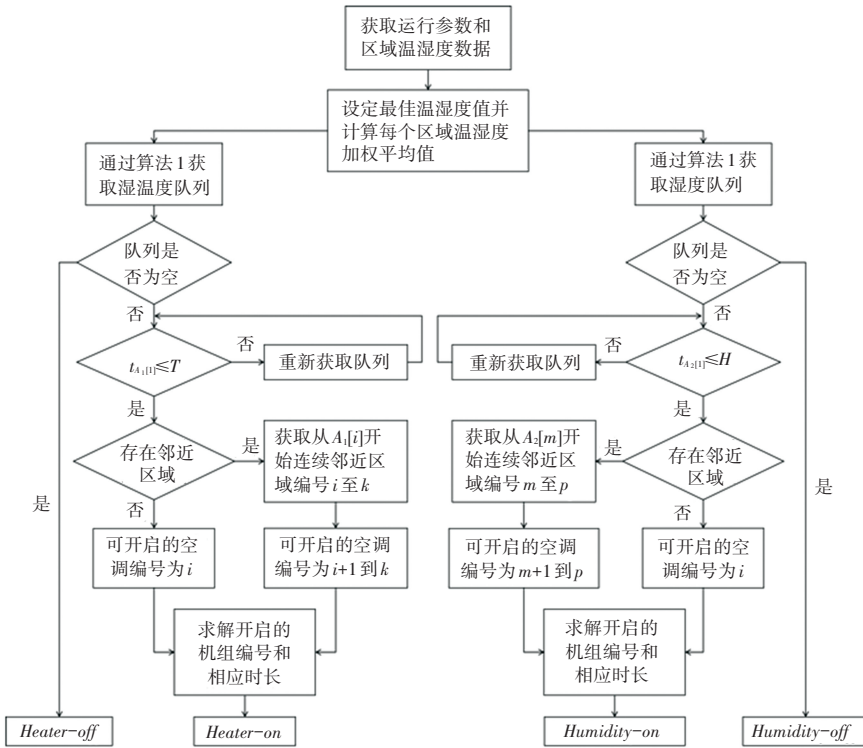 获取运行参数和
区域温湿度数据
设定最佳温湿度值并
计算每个区域温湿度
加权平均值
通过算法1获
取湿温度队列
通过算法1获
取湿度队列
队列是
否为空
队列是
否为空
否
否
t_{A_1[1]}≤T
否
重新获取队列
重新获取队列
否
t_{A_2[1]}≤H
是
是
存在邻近
区域
是
获取从A_1[i]开
始连续邻近区
域编号i至k
获取从A_2[m]开
始连续邻近区
域编号m至p
是
存在邻近
区域
是
是
否
否
可开启的空
调编号为i
可开启的空调
编号为i+1到k
可开启的空调
编号为m+1到p
可开启的空
调编号为i
求解开启的
机组编号和
相应时长
求解开启的
机组编号和
相应时长
Heater-off
Heater-on
Humidity-on
Humidity-off